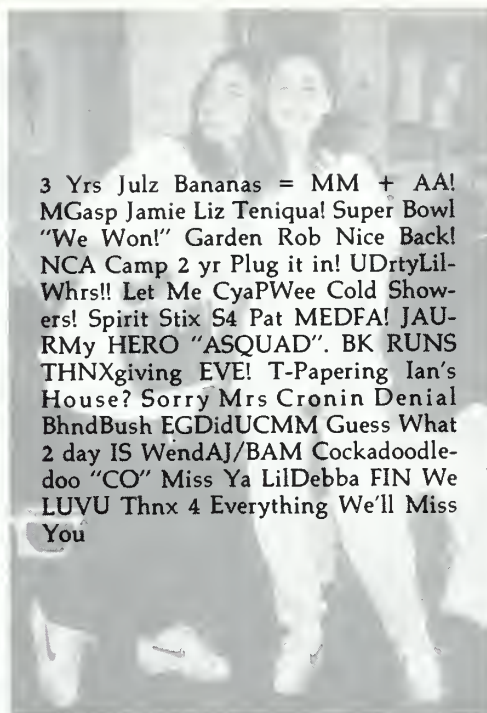 3 Yrs Julz Bananas = MM + AA!
MGasp Jamie Liz Teniqua! Super Bowl
"We Won!" Garden Rob Nice Back!
NCA Camp 2 yr Plug it in! UDrtyLil-
Whrs!! Let Me CyaPWee Cold Show-
ers! Spirit Stix S4 Pat MEDFA! JAU-
RMy HERO "ASQUAD". BK RUNS
THNXgiving EVE! T-Papering Ian's
House? Sorry Mrs Cronin Denial
BhndBush EGDidUCMM Guess What
2 day IS WendAJ/BAM Cockadoodle-
doo "CO" Miss Ya LilDebba FIN We
LUVU Thnx 4 Everything We'll Miss
You